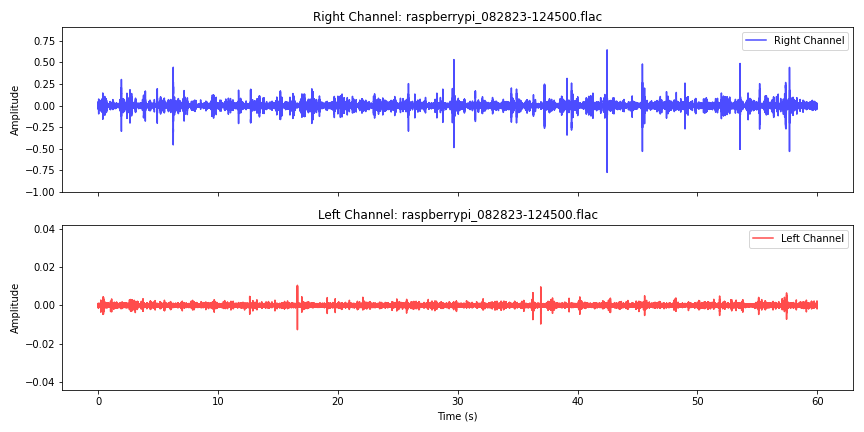 Right Channel: raspberrypi_082823-124500.flac
Right Channel
0.75
0.50
0.25
0.00
−0.25
−0.50
−0.75
−1.00
Amplitude
Left Channel: raspberrypi_082823-124500.flac
Left Channel
0.04
0.02
0.00
−0.02
−0.04
Amplitude
0 10 20 30 40 50 60
Time (s)